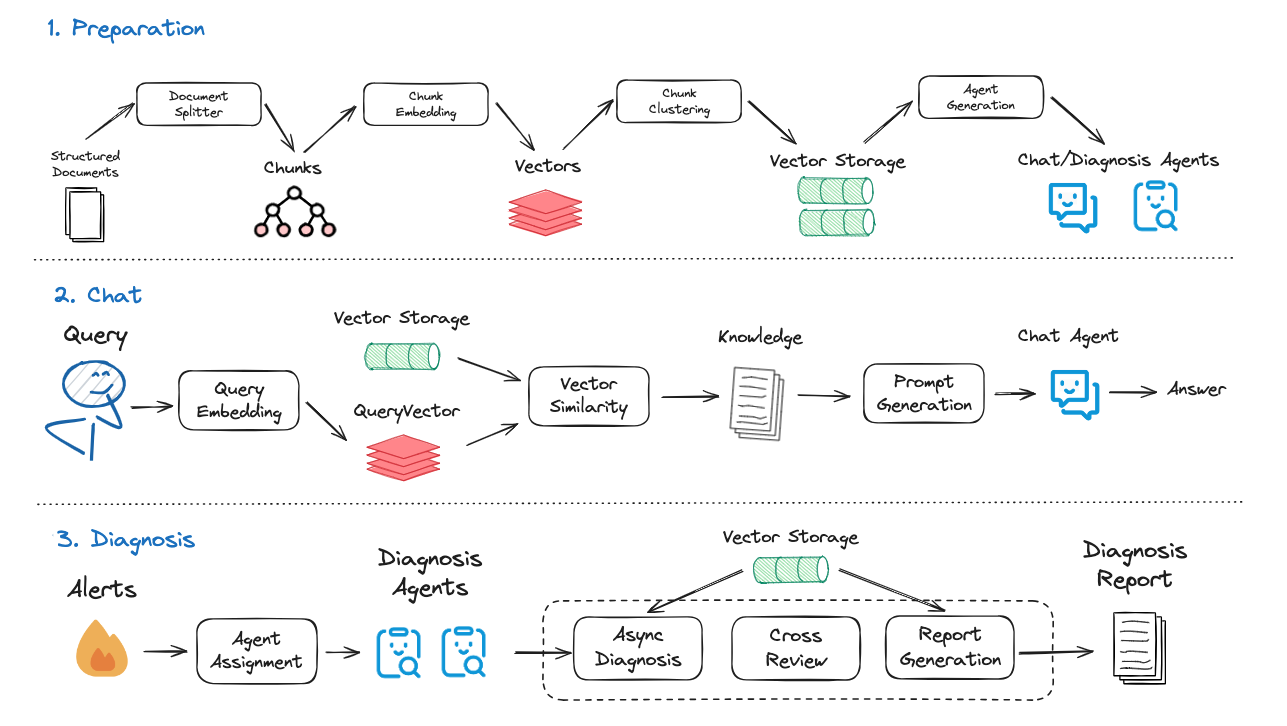 1. Preparation
Document
Splitter
Chunk
Embedding
Chunk
Clustering
Agent
Generation
Structured
Documents
Chunks
Vectors
Vector Storage
Chat/Diagnosis Agents
2. Chat
Query
Vector Storage
Knowledge
Chat Agent
Query
Embedding
Vector
Similarity
Prompt
Generation
Answer
QueryVector
3. Diagnosis
Alerts
Diagnosis
Agents
Vector Storage
Diagnosis
Report
Agent
Assignment
Async
Diagnosis
Cross
Review
Report
Generation